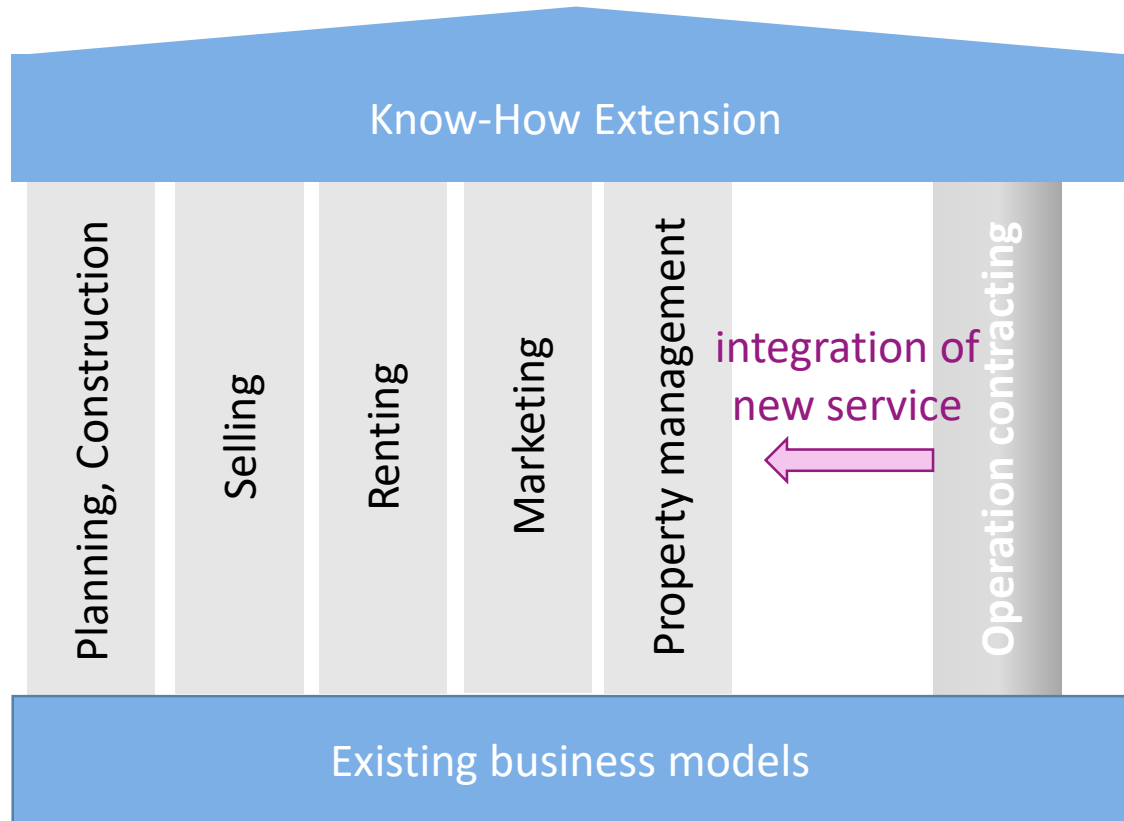 Know-How Extension
Planning, Construction
Selling
Renting
Marketing
Property management
integration of
new service
Operation contracting
Existing business models